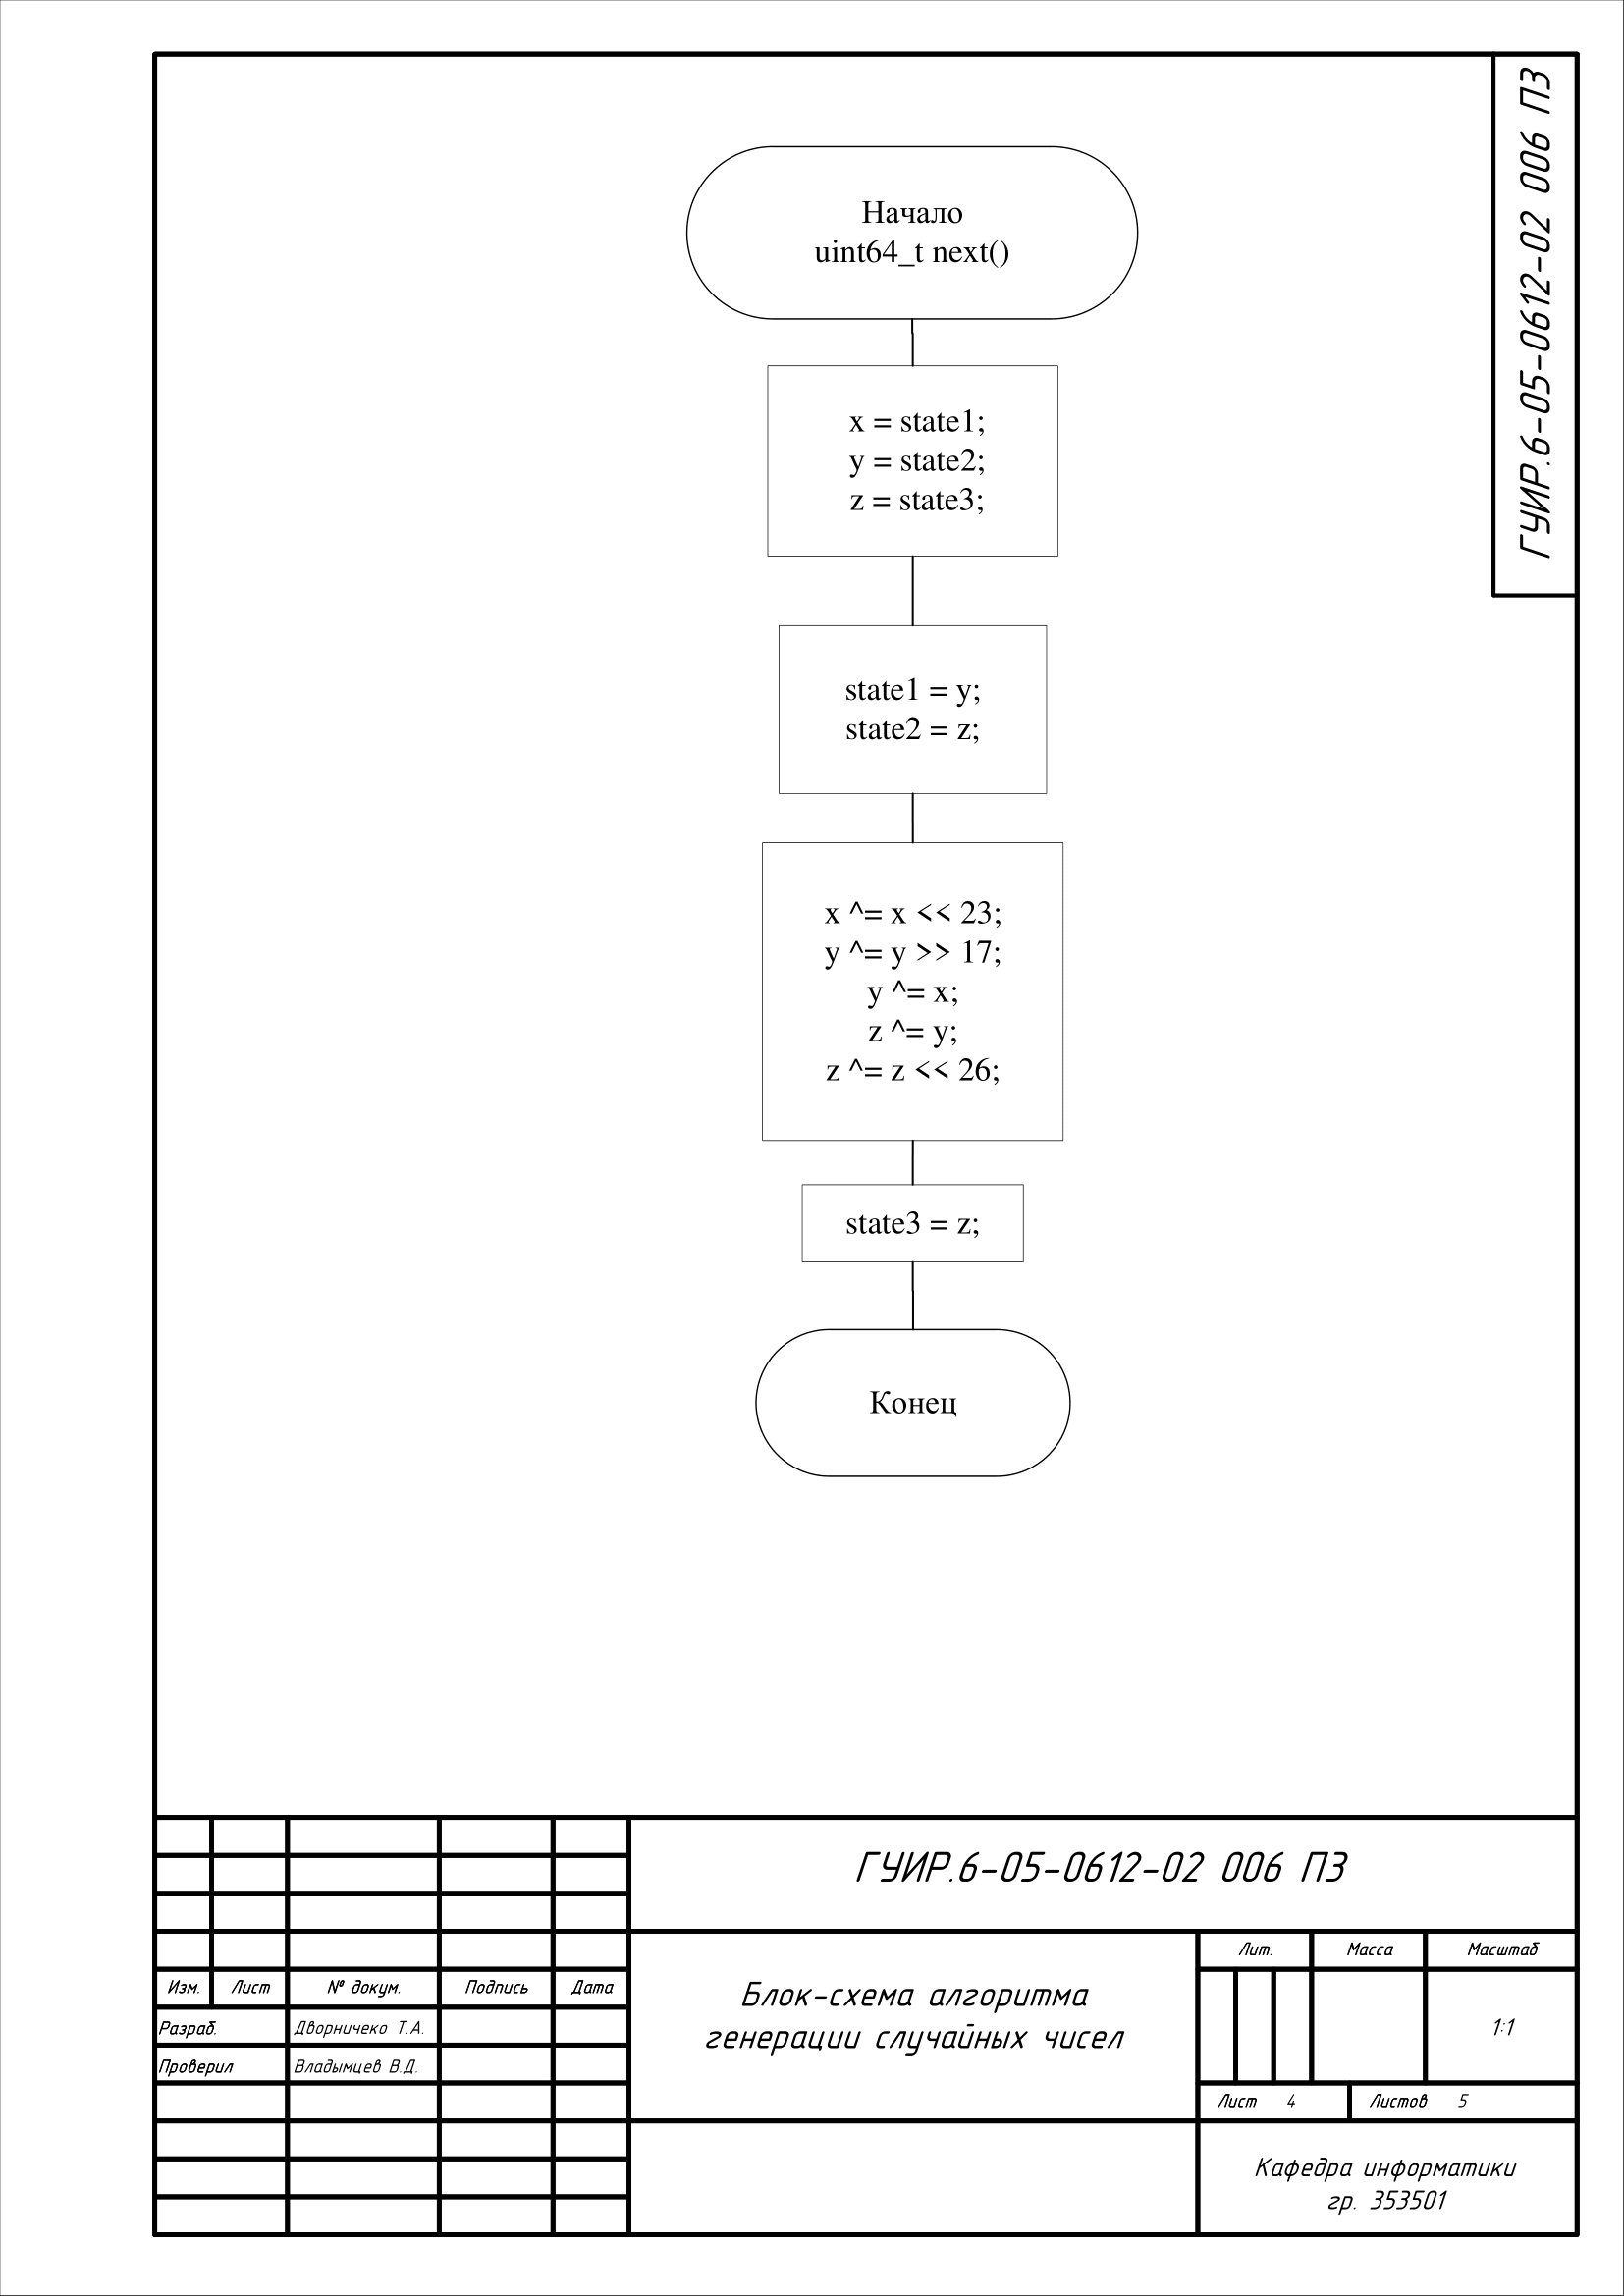 ГУИР.6-05-0612-02 006 ПЗ
Начало
uint64_t next()
x = state1;
y = state2;
z = state3;
state1 = y;
state2 = z;
x ^= x << 23;
y ^= y >> 17;
y ^= x;
z ^= y;
z ^= z << 26;
state3 = z;
Конец
ГУИР.6-05-0612-02 006 ПЗ
Лит. Масса Масштаб
Изм. Лист № докум. Подпись Дата
Блок-схема алгоритма
генерации случайных чисел
1:1
Разраб. Дворничеко Т.А.
Проверил Владымцев В.Д.
Лист 4 Листов 5
Кафедра информатики
гр. 353501